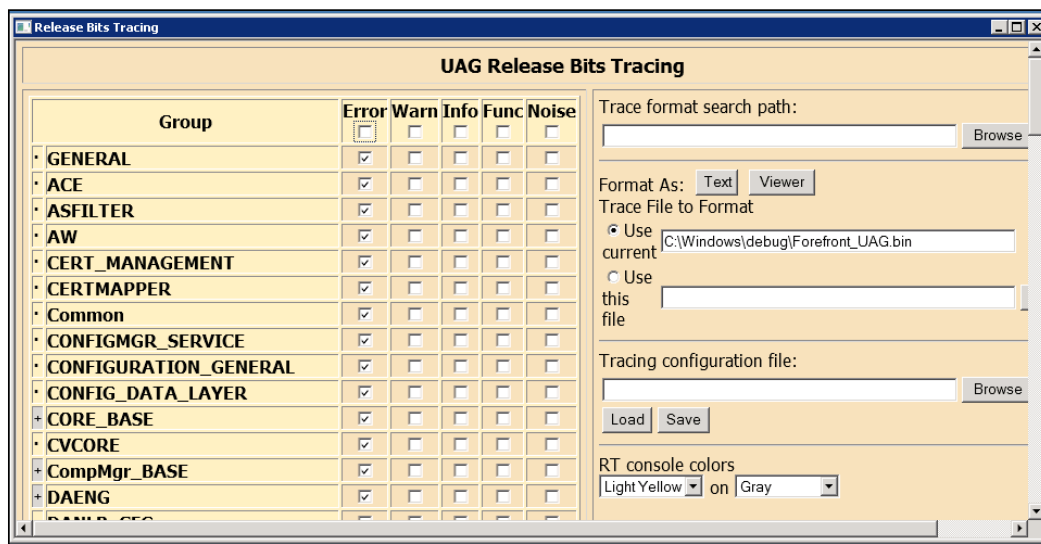 Release Bits Tracing
UAG Release Bits Tracing
Group
Error Warn Info Func Noise
GENERAL
ACE
ASFILTER
AW
CERT_MANAGEMENT
CERTMAPPER
Common
CONFIGMGR_SERVICE
CONFIGURATION_GENERAL
CONFIG_DATA_LAYER
+ CORE_BASE
CVCORE
+ CompMgr_BASE
+ DAENG
Trace format search path:
Browse
Format As: Text Viewer
Trace File to Format
Use
current
C:\Windows\debug\Forefront_UAG.bin
Use
this
file
Tracing configuration file:
Browse
Load Save
RT console colors
Light Yellow on Gray